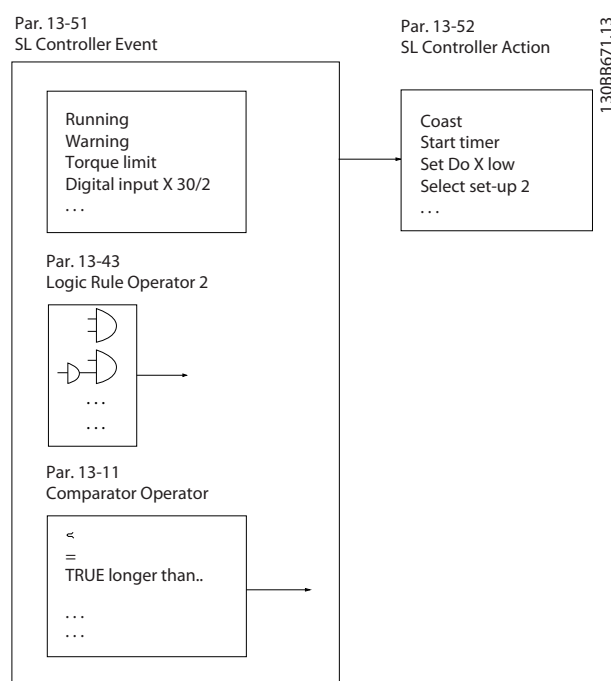 Par. 13-51
SL Controller Event
Par. 13-52
SL Controller Action
130BB671.13
Running
Warning
Torque limit
Digital input X 30/2
. . .
Coast
Start timer
Set Do X low
Select set-up 2
. . .
Par. 13-43
Logic Rule Operator 2
. . .
. . .
Par. 13-11
Comparator Operator
=
TRUE longer than..
. . .
. . .